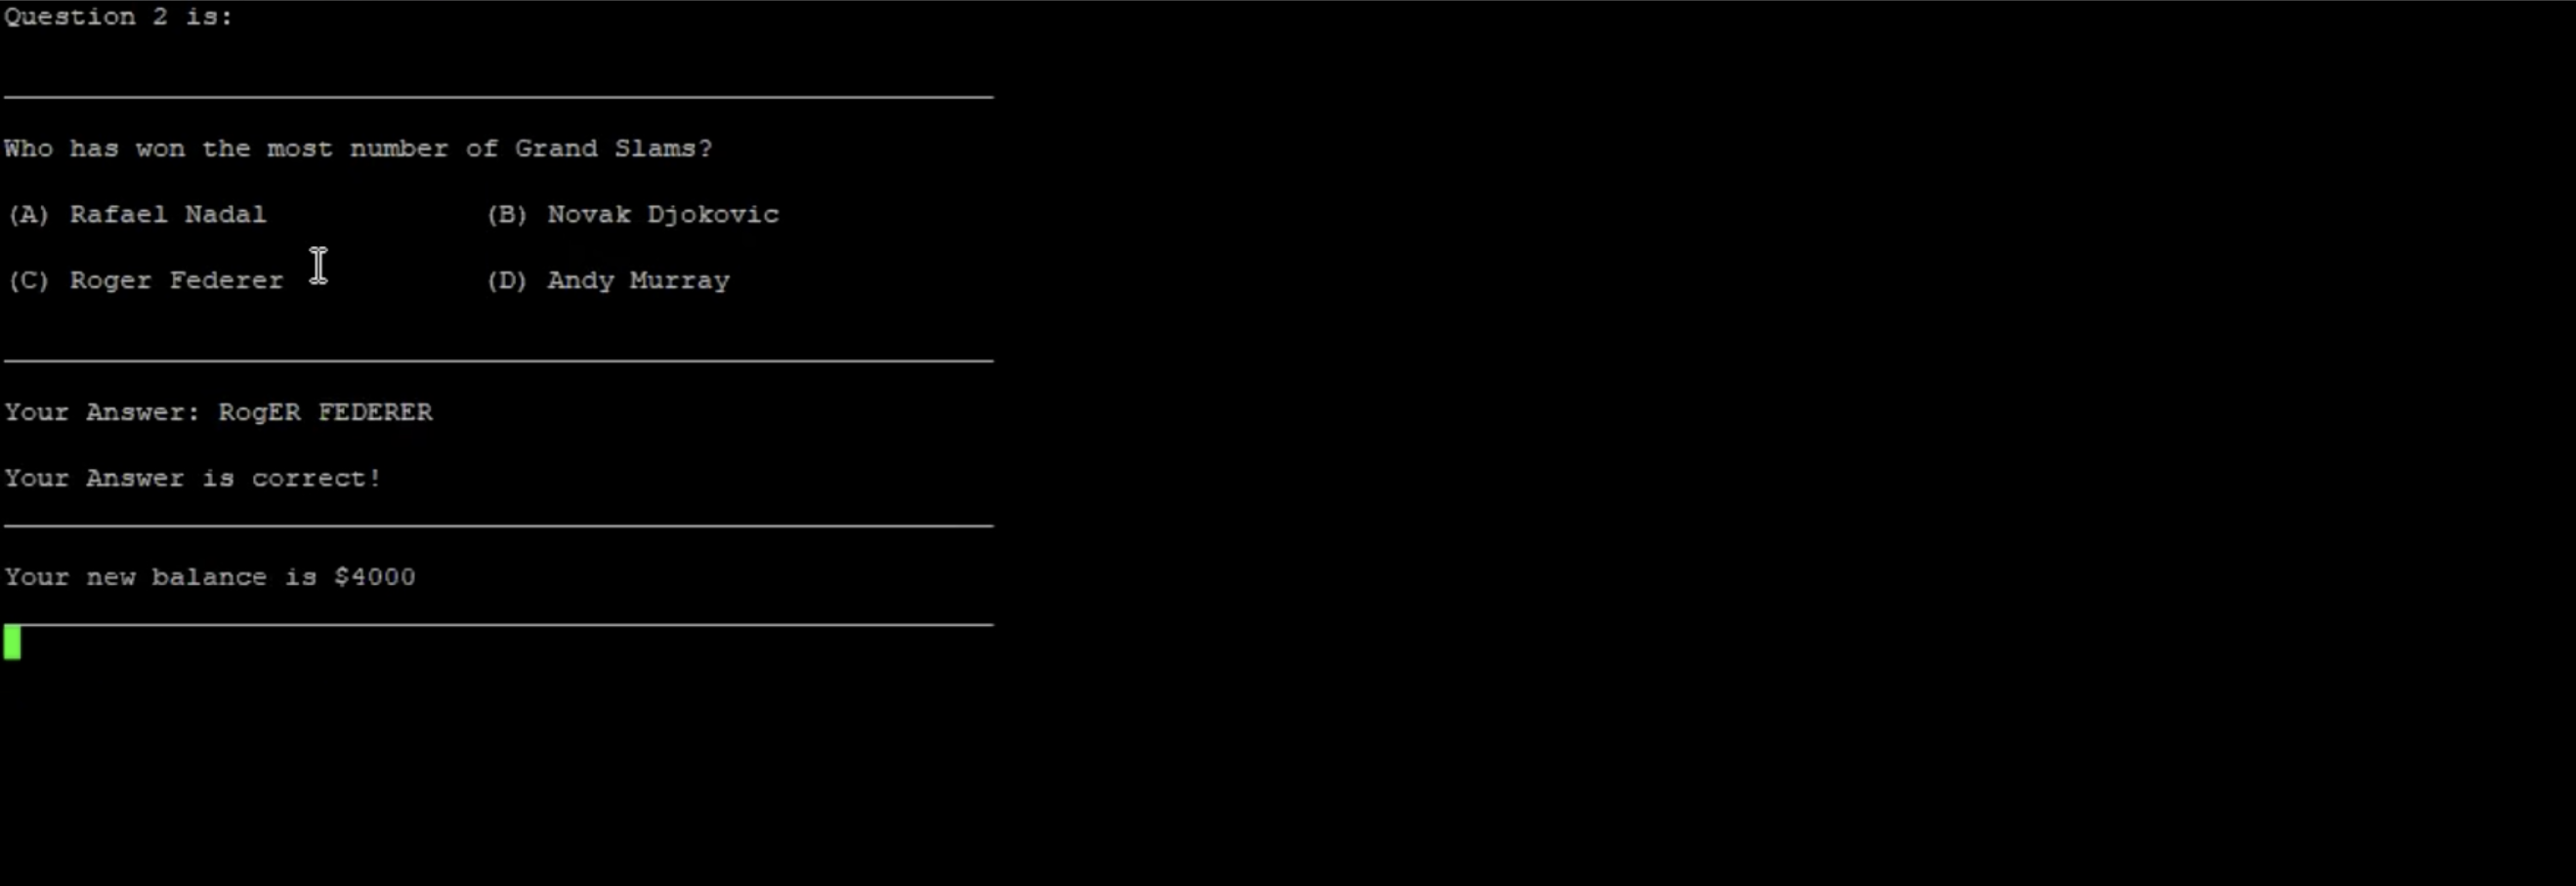 Question 2 is:
Who has won the most number of Grand Slams?
(A) Rafael Nadal (B) Novak Djokovic
(C) Roger Federer (D) Andy Murray
Your Answer: RogER FEDERER
Your Answer is correct!
Your new balance is $4000